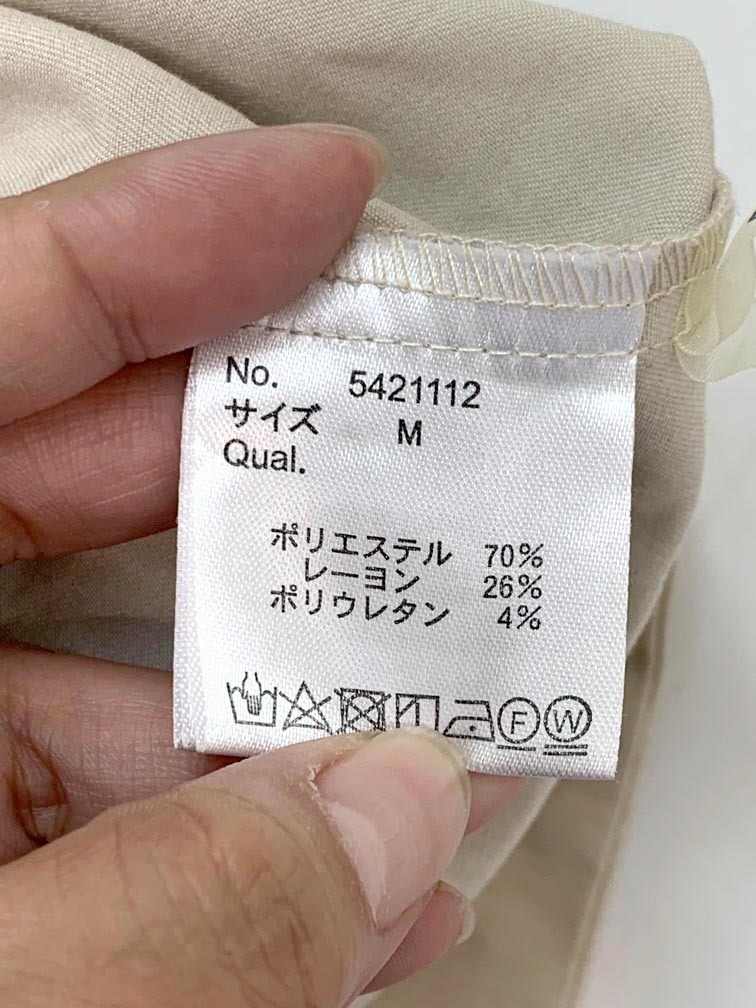 No. 5421112
サイズ M
Qual.
ポリエステル 70%
レーヨン 26%
ポリウレタン 4%
F W